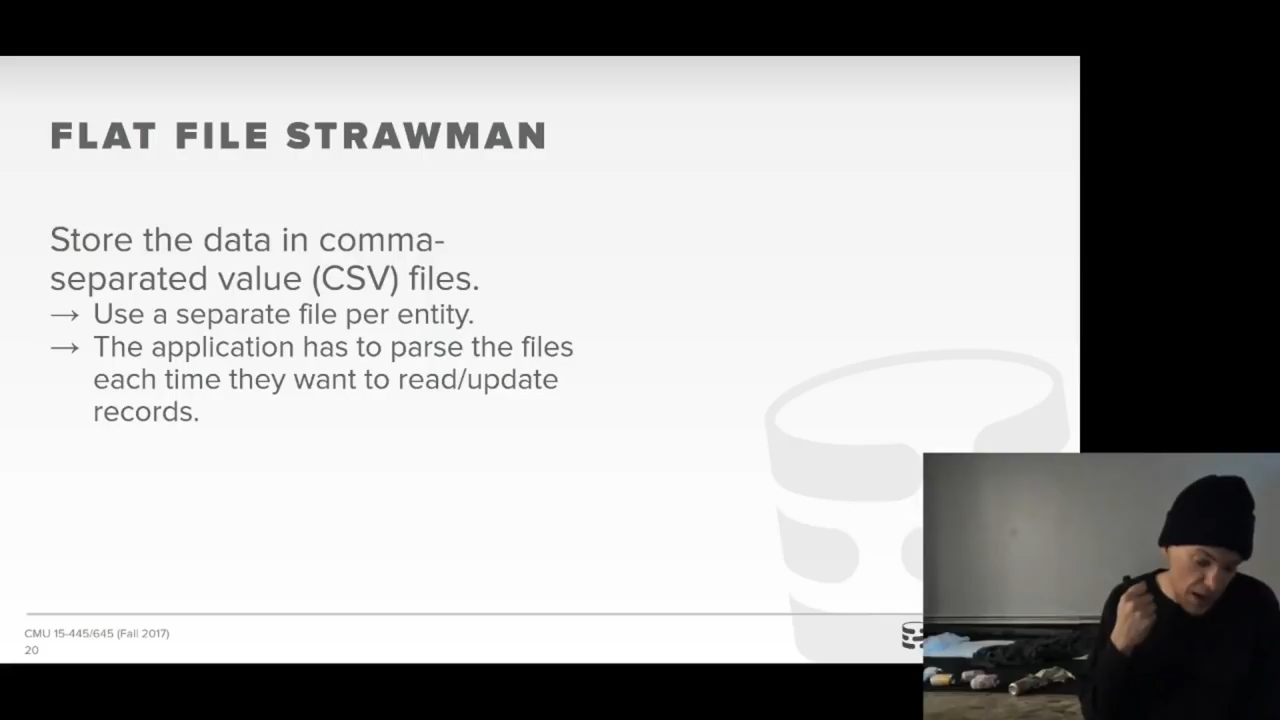 FLAT FILE STRAWMAN
Store the data in comma-
separated value (CSV) files.
→ Use a separate file per entity.
→ The application has to parse the files
each time they want to read/update
records.
CMU 15-445/645 (Fall 2017)
20